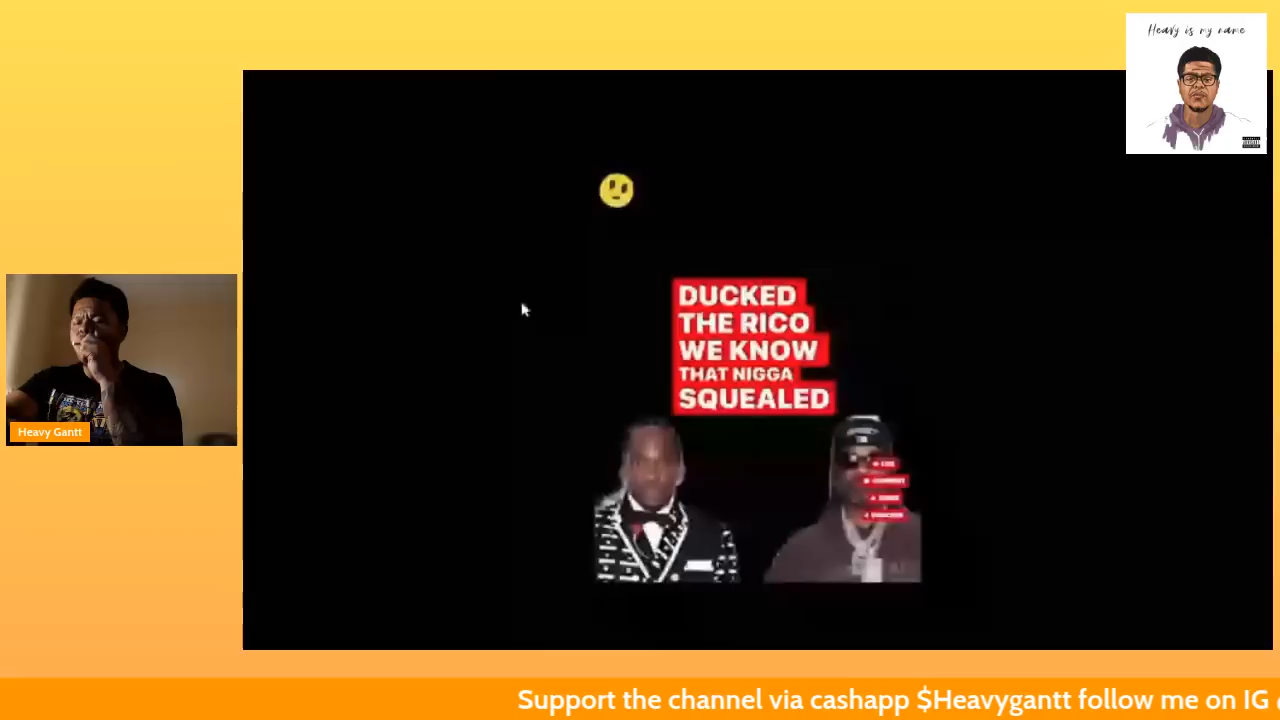 Heavy is my name
DUCKED
THE RICO
WE KNOW
THAT NIGGA
SQUEALED
Heavy Gantt
Support the channel via cashapp $Heavygantt follow me on IG